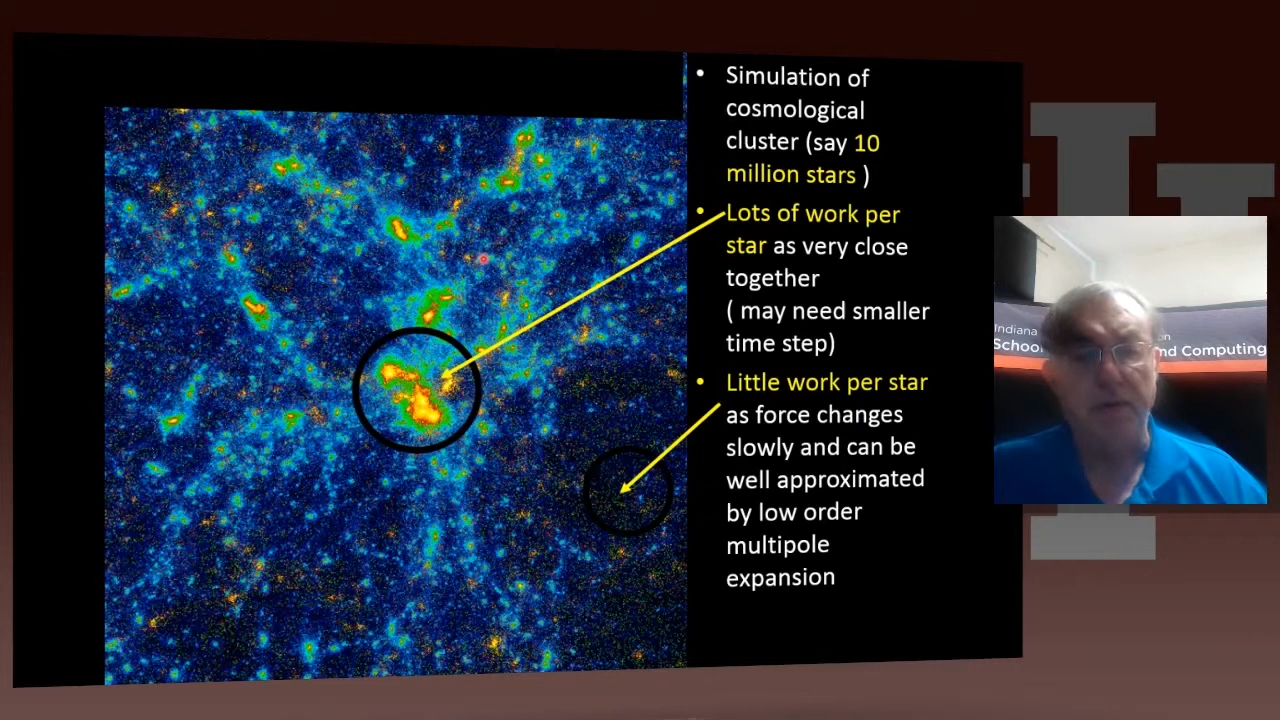 • Simulation of
cosmological
cluster (say 10
million stars )
• Lots of work per
star as very close
together
( may need smaller
time step)
• Little work per star
as force changes
slowly and can be
well approximated
by low order
multipole
expansion
Indiana
Schoo nd Computing